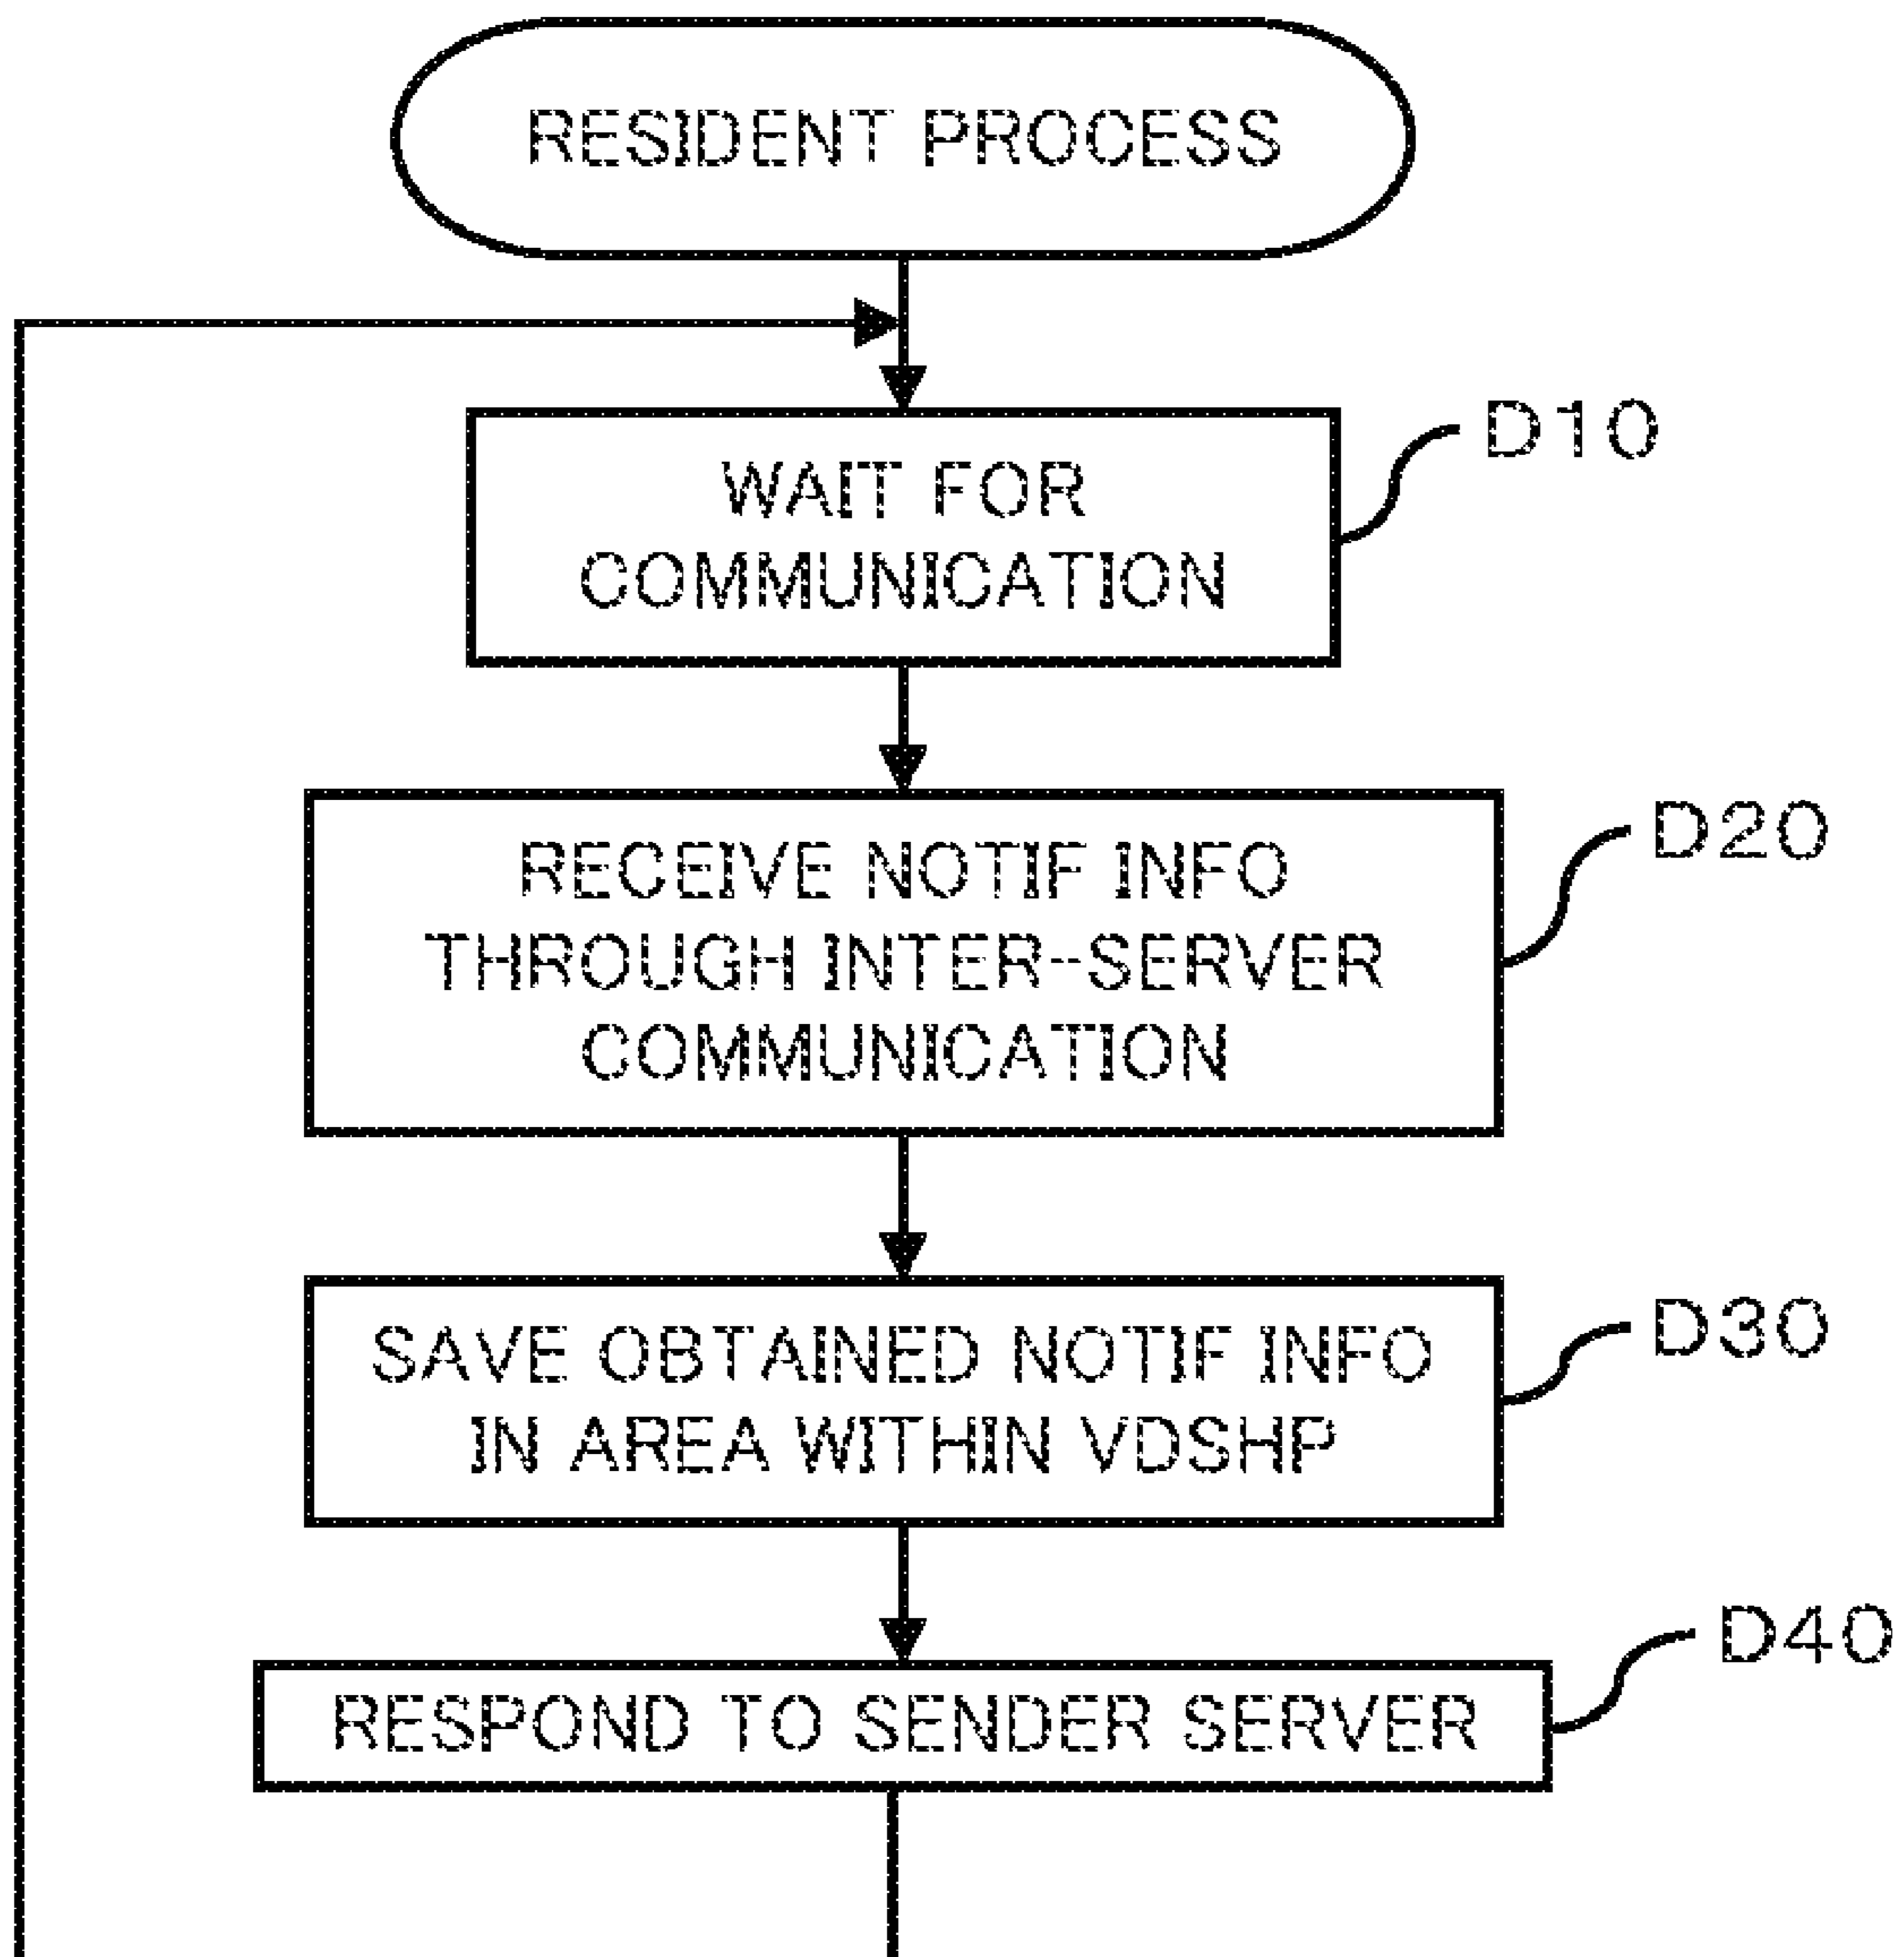 RESIDENT PROCESS
D10
WAIT FOR
COMMUNICATION
D20
RECEIVE NOTIF INFO
THROUGH INTER-SERVER
COMMUNICATION
D30
SAVE OBTAINED NOTIF INFO
IN AREA WITHIN VDSHP
D40
RESPOND TO SENDER SERVER